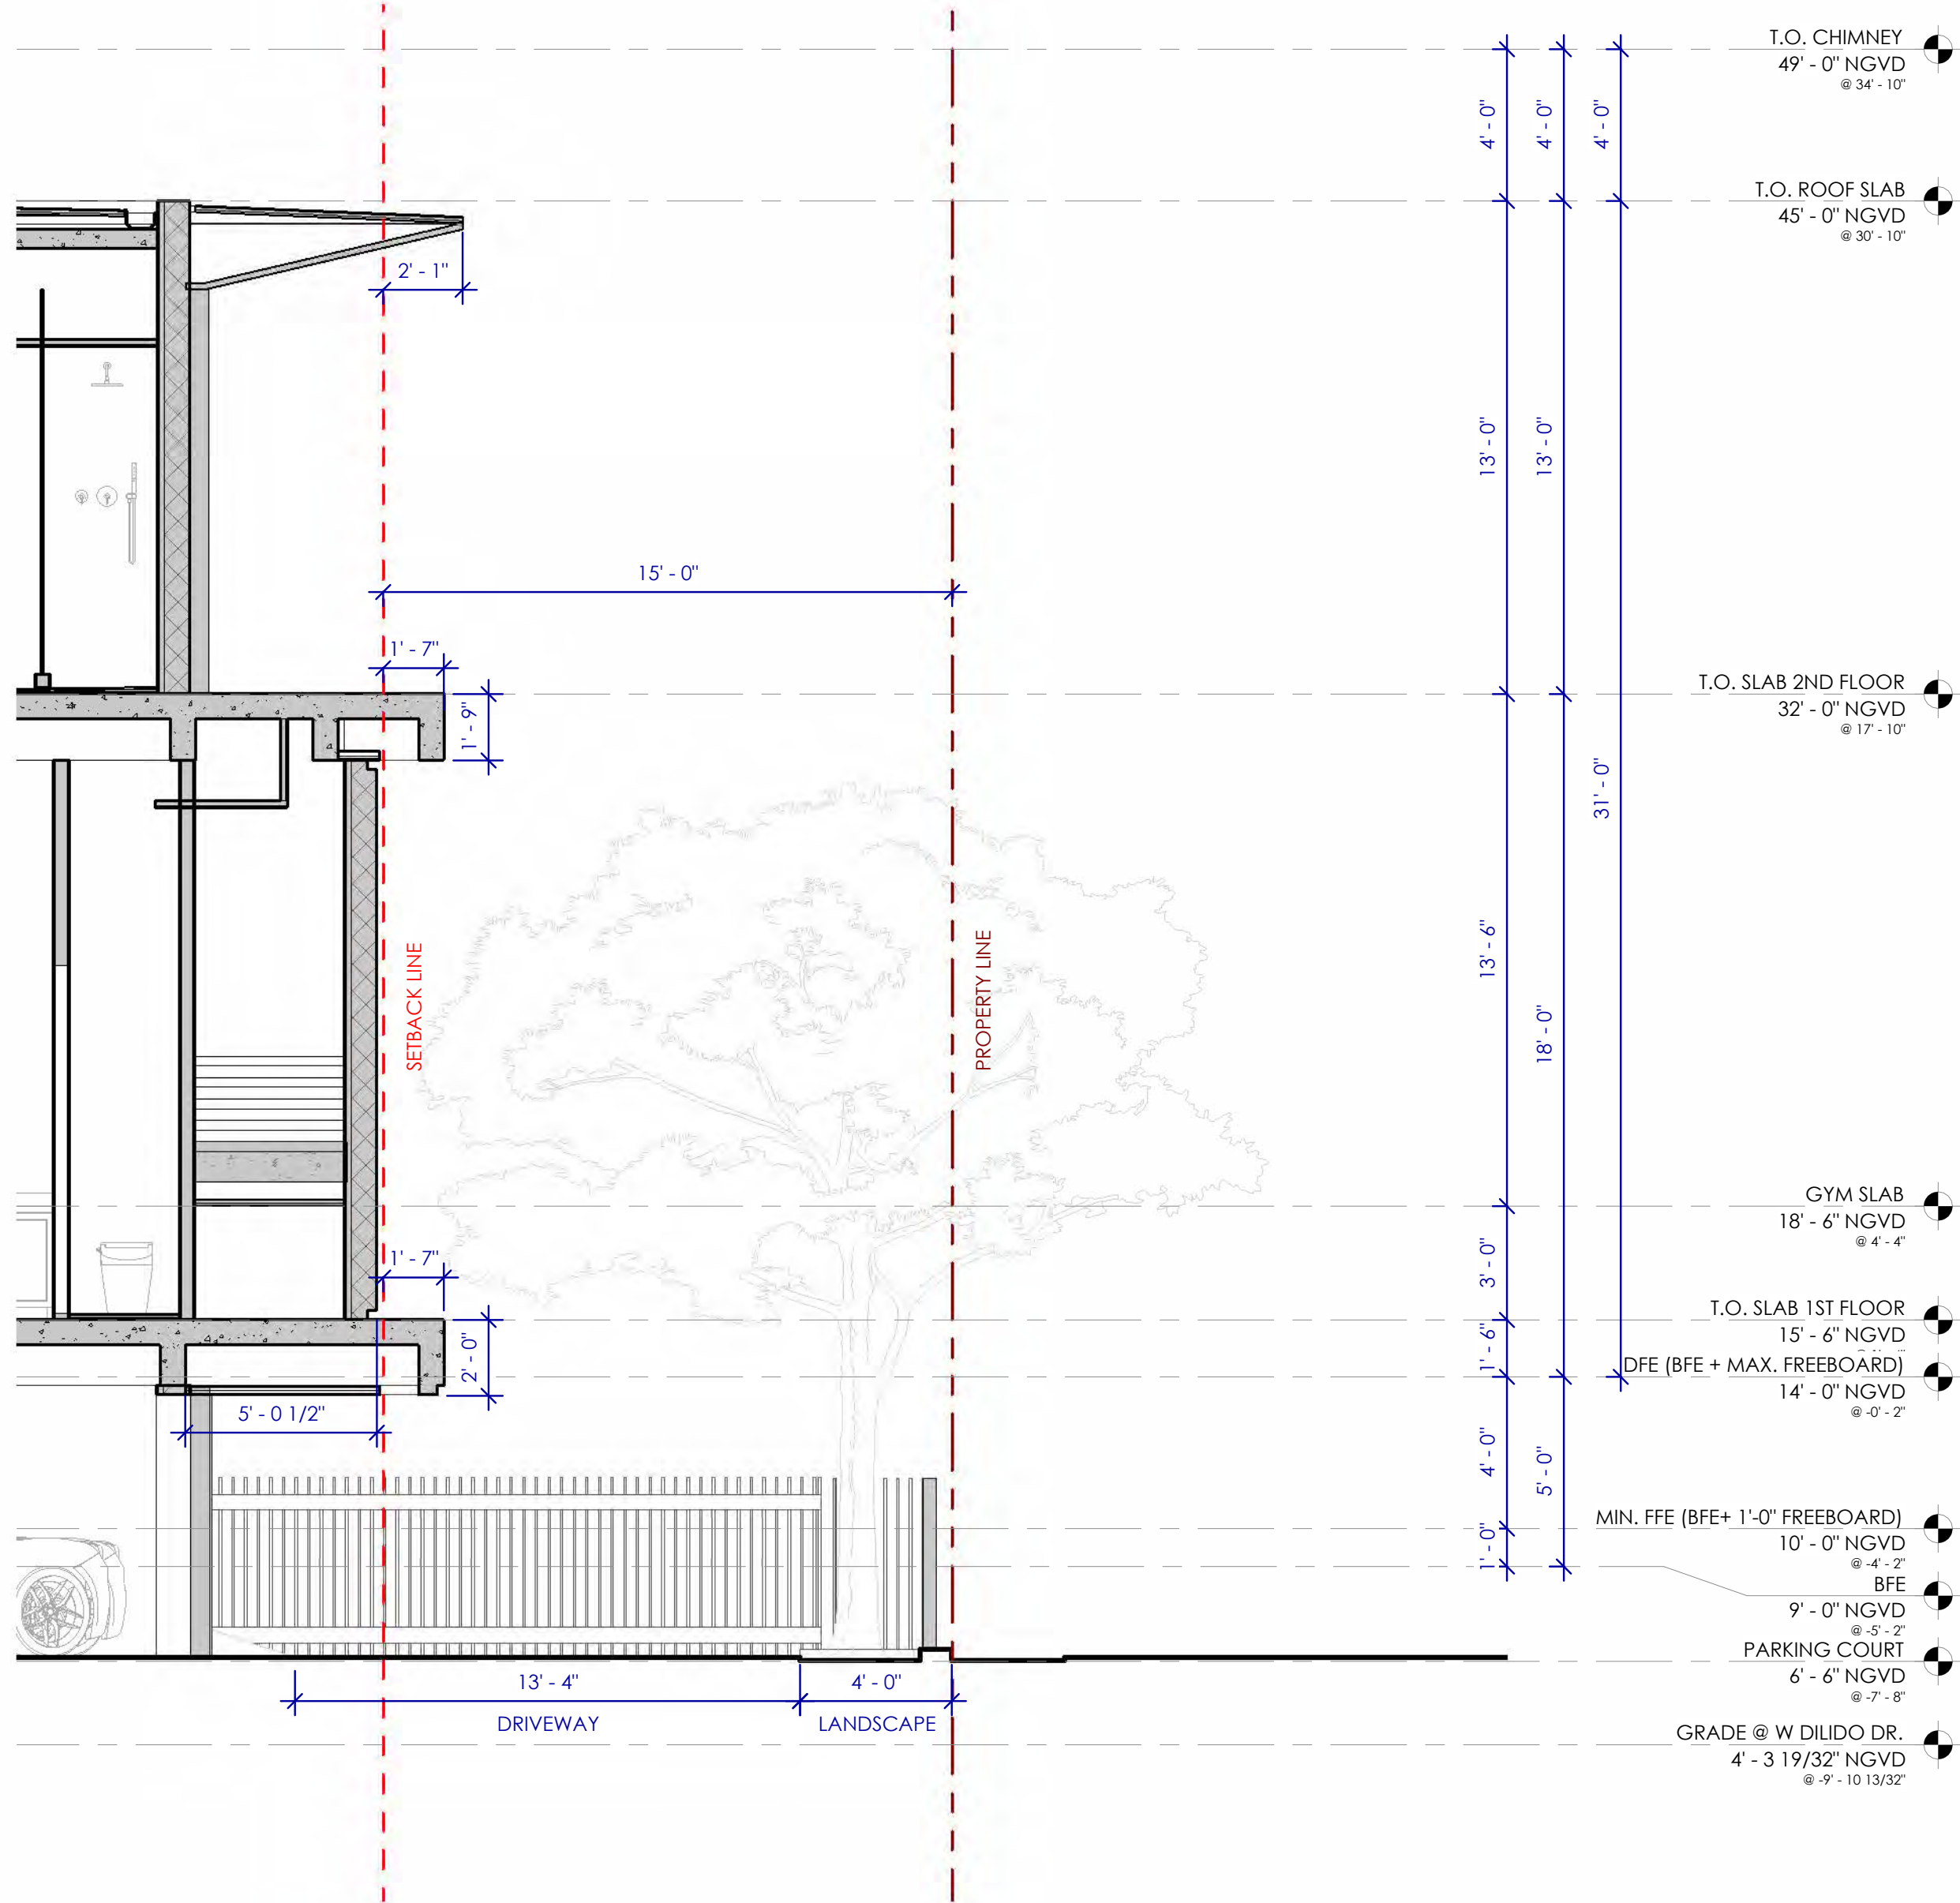 T.O. CHIMNEY
49' - 0" NGVD
@ 34' - 10"
4' - 0"
4' - 0"
4' - 0"
T.O. ROOF SLAB
45' - 0" NGVD
@ 30' - 10"
2' - 1"
13' - 0"
13' - 0"
15' - 0"
1' - 7"
T.O. SLAB 2ND FLOOR
32' - 0" NGVD
@ 17' - 10"
1' - 9"
31' - 0"
SETBACK LINE
PROPERTY LINE
13' - 6"
18' - 0"
GYM SLAB
18' - 6" NGVD
@ 4' - 4"
1' - 7"
3' - 0"
T.O. SLAB 1ST FLOOR
15' - 6" NGVD
2' - 0"
1' - 6"
DFE (BFE + MAX. FREEBOARD)
14' - 0" NGVD
@ -0' - 2"
5' - 0 1/2"
4' - 0"
5' - 0"
MIN. FFE (BFE+ 1'-0" FREEBOARD)
10' - 0" NGVD
@ -4' - 2"
1' - 0"
BFE
9' - 0" NGVD
@ -5' - 2"
PARKING COURT
6' - 6" NGVD
@ -7' - 8"
13' - 4"
4' - 0"
DRIVEWAY
LANDSCAPE
GRADE @ W DILIDO DR.
4' - 3 19/32" NGVD
@ -9' - 10 13/32"